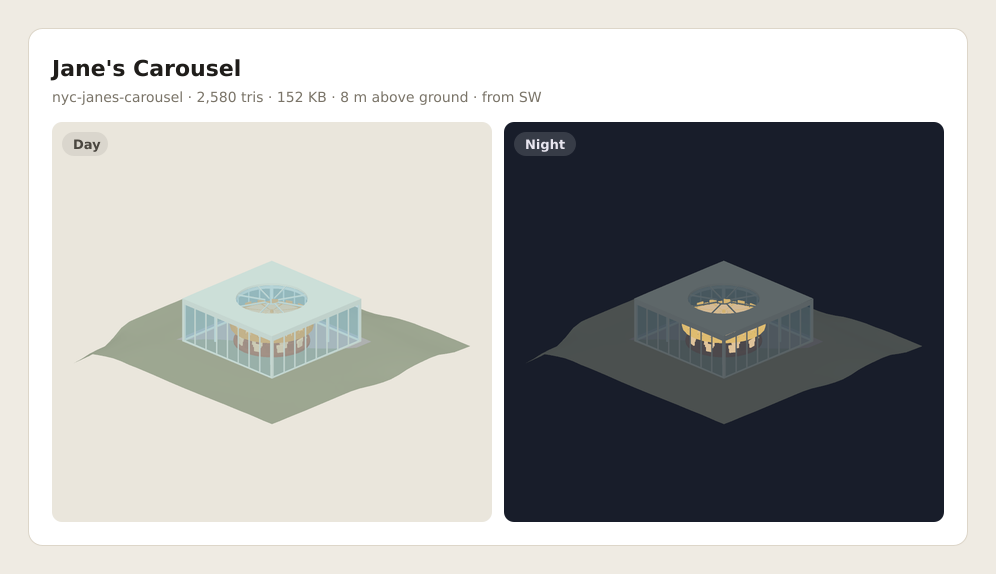 Jane's Carousel
nyc-janes-carousel · 2,580 tris · 152 KB · 8 m above ground · from SW
Day
Night